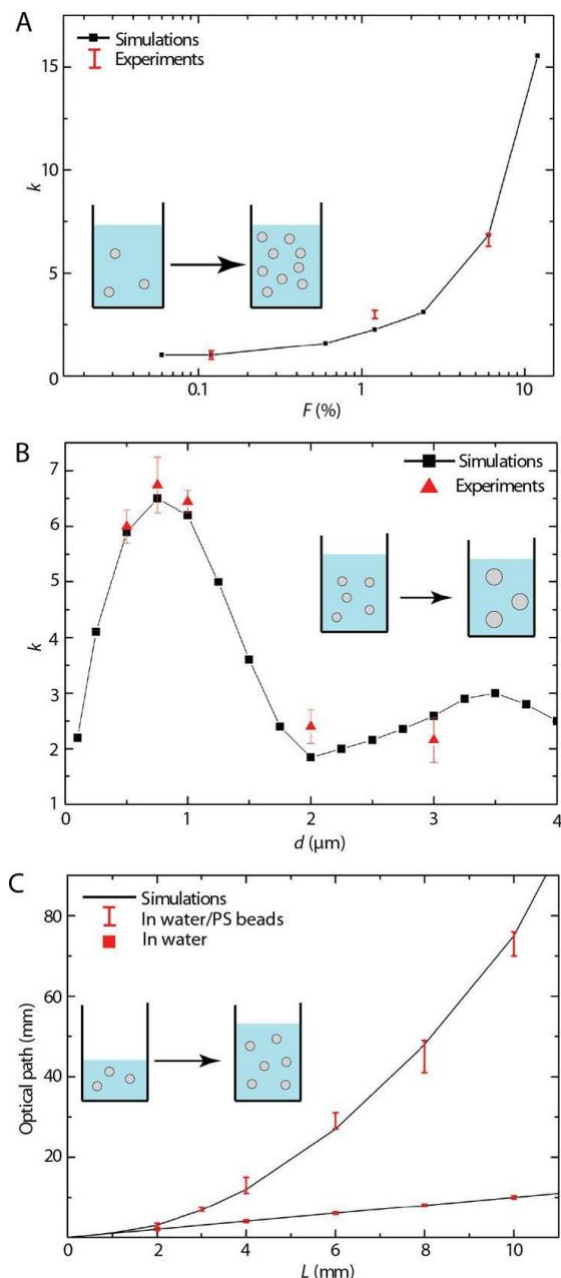 A
Simulations
Experiments
15
10
5
0
k
0.1
1
10
F (%)
B
Simulations
Experiments
7
6
5
4
3
2
1
k
0
1
2
3
4
d (μm)
C
Simulations
In water/PS beads
In water
80
60
40
20
Optical path (mm)
0
2
4
6
8
10
L (mm)